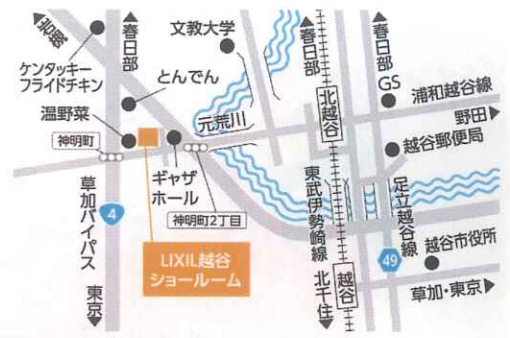 岩槻
春日部
ケンタッキー
フライドチキン
とんでん
温野菜
神明町
草加バイパス
4
東京
ギャザ
ホール
神明町2丁目
LIXIL越谷
ショールーム
文教大学
元荒川
春日部
北越谷
東武伊勢崎線
北千住
越谷
春日部
GS
浦和越谷線
野田
越谷郵便局
足立越谷線
49
越谷市役所
草加・東京